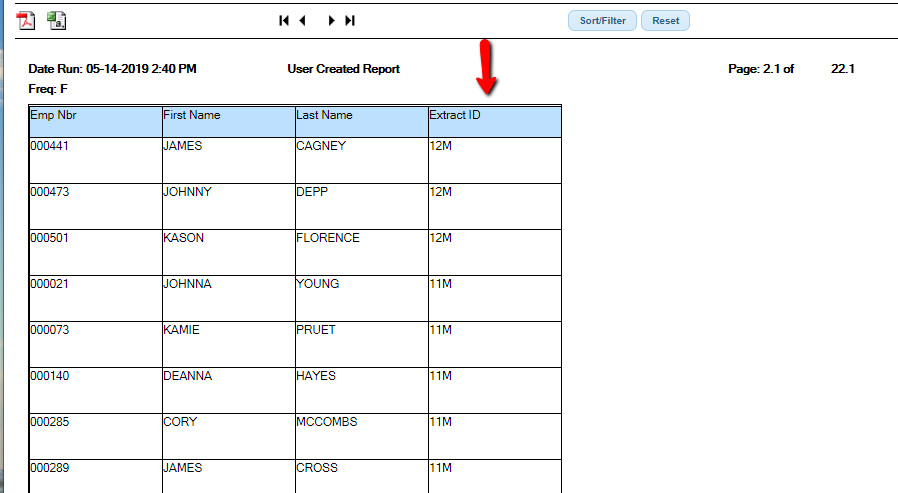 Sort/Filter Reset
Date Run: 05-14-2019 2:40 PM User Created Report Page: 2.1 of 22.1
Freq: F
Emp Nbr First Name Last Name Extract ID
000441 JAMES CAGNEY 12M
000473 JOHNNY DEPP 12M
000501 KASON FLORENCE 12M
000021 JOHNNA YOUNG 11M
000073 KAMIE PRUET 11M
000140 DEANNA HAYES 11M
000285 CORY MCCOMBS 11M
000289 JAMES CROSS 11M